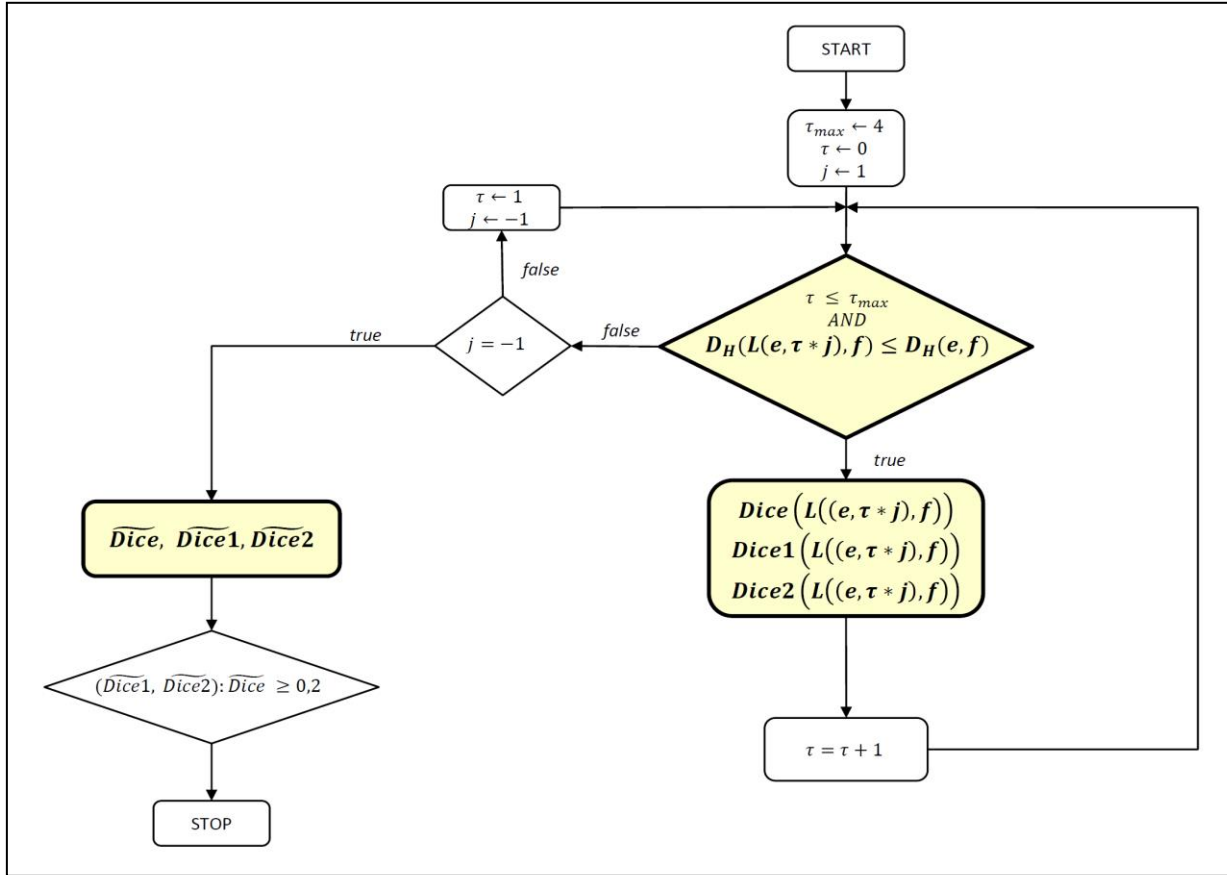 START
τ_max ← 4
τ ← 0
j ← 1
τ ← 1
j ← −1
false
τ ≤ τ_max
AND
D_H(L(e, τ * j), f) ≤ D_H(e, f)
false
j = −1
true
true
Dice(L((e, τ * j), f))
Dice1(L((e, τ * j), f))
Dice2(L((e, τ * j), f))
τ = τ + 1
D͠ice, D͠ice1, D͠ice2
(D͠ice1, D͠ice2): D͠ice ≥ 0,2
STOP